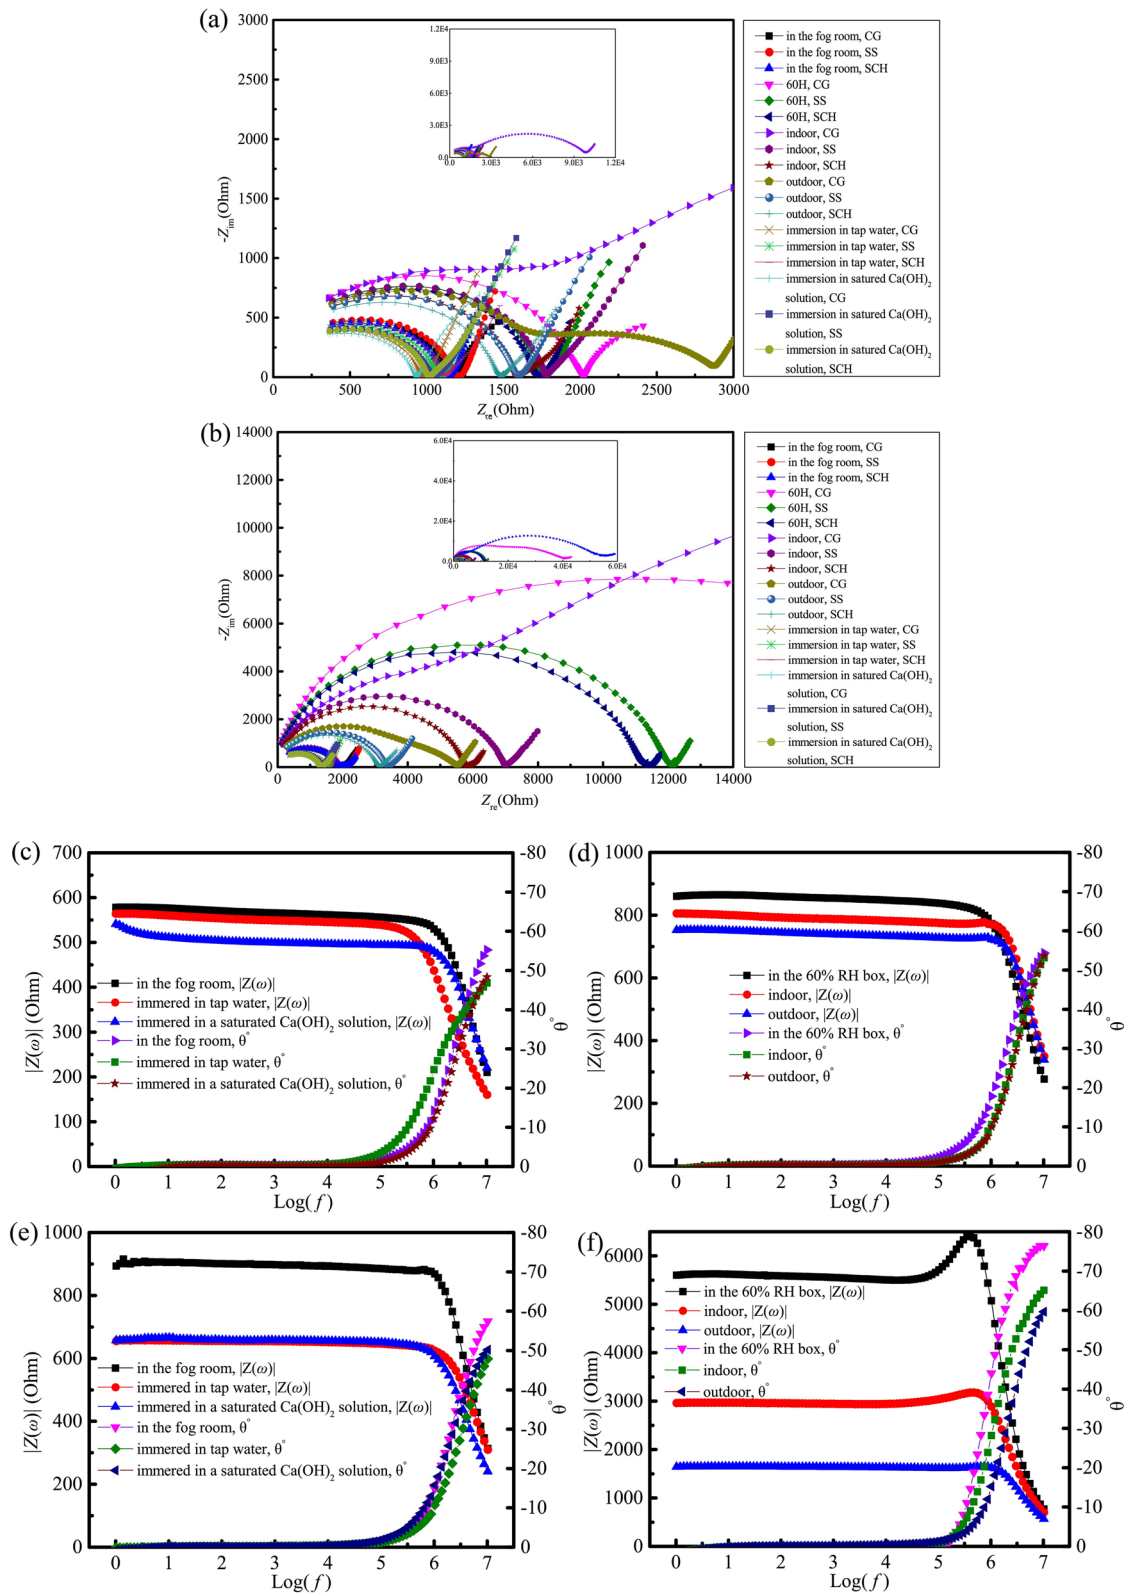 (a)
3000
2500
2000
1500
1000
500
0
-Zim(Ohm)
500 1000 1500 2000 2500 3000
Zre(Ohm)
1.2E4
9.0E3
6.0E3
3.0E3
0.0
0.0 3.0E3 6.0E3 9.0E3 1.2E4
in the fog room, CG
in the fog room, SS
in the fog room, SCH
60H, CG
60H, SS
60H, SCH
indoor, CG
indoor, SS
indoor, SCH
outdoor, CG
outdoor, SS
outdoor, SCH
immersion in tap water, CG
immersion in tap water, SS
immersion in tap water, SCH
immersion in satured Ca(OH)2
solution, CG
immersion in satured Ca(OH)2
solution, SS
immersion in satured Ca(OH)2
solution, SCH
(b)
14000
12000
10000
8000
6000
4000
2000
0
-Zim(Ohm)
0 2000 4000 6000 8000 10000 12000 14000
Zre(Ohm)
6.0E4
4.0E4
2.0E4
0.0
0.0 2.0E4 4.0E4 6.0E4
in the fog room, CG
in the fog room, SS
in the fog room, SCH
60H, CG
60H, SS
60H, SCH
indoor, CG
indoor, SS
indoor, SCH
outdoor, CG
outdoor, SS
outdoor, SCH
immersion in tap water, CG
immersion in tap water, SS
immersion in tap water, SCH
immersion in satured Ca(OH)2
solution, CG
immersion in satured Ca(OH)2
solution, SS
immersion in satured Ca(OH)2
solution, SCH
(c)
700
600
500
400
300
200
100
0
|Z(ω)| (Ohm)
-80
-70
-60
-50
-40
-30
-20
-10
0
θ°
in the fog room, |Z(ω)|
immered in tap water, |Z(ω)|
immered in a saturated Ca(OH)2 solution, |Z(ω)|
in the fog room, θ°
immered in tap water, θ°
immered in a saturated Ca(OH)2 solution, θ°
0 1 2 3 4 5 6 7
Log(f)
(d)
1000
800
600
400
200
0
|Z(ω)| (Ohm)
-80
-70
-60
-50
-40
-30
-20
-10
0
θ°
in the 60% RH box, |Z(ω)|
indoor, |Z(ω)|
outdoor, |Z(ω)|
in the 60% RH box, θ°
indoor, θ°
outdoor, θ°
0 1 2 3 4 5 6 7
Log(f)
(e)
1000
800
600
400
200
0
|Z(ω)| (Ohm)
-80
-70
-60
-50
-40
-30
-20
-10
0
θ°
in the fog room, |Z(ω)|
immered in tap water, |Z(ω)|
immered in a saturated Ca(OH)2 solution, |Z(ω)|
in the fog room, θ°
immered in tap water, θ°
immered in a saturated Ca(OH)2 solution, θ°
0 1 2 3 4 5 6 7
Log(f)
(f)
6000
5000
4000
3000
2000
1000
0
|Z(ω)| (Ohm)
-80
-70
-60
-50
-40
-30
-20
-10
0
θ°
in the 60% RH box, |Z(ω)|
indoor, |Z(ω)|
outdoor, |Z(ω)|
in the 60% RH box, θ°
indoor, θ°
outdoor, θ°
0 1 2 3 4 5 6 7
Log(f)